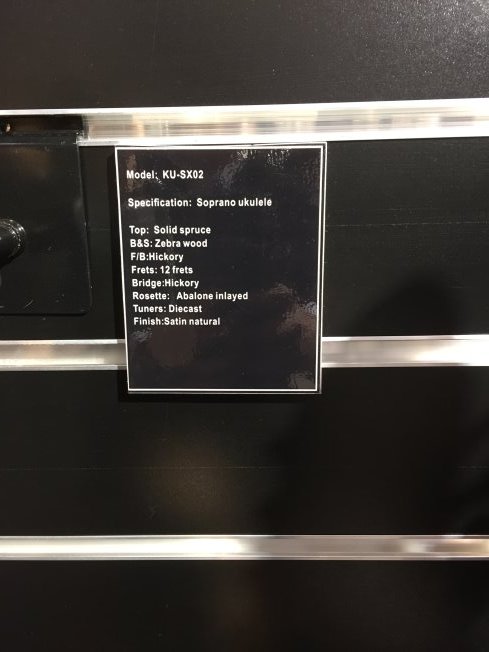 Model: KU-SX02
Specification: Soprano ukulele
Top: Solid spruce
B&S: Zebra wood
F/B:Hickory
Frets: 12 frets
Bridge:Hickory
Rosette: Abalone inlayed
Tuners: Diecast
Finish:Satin natural